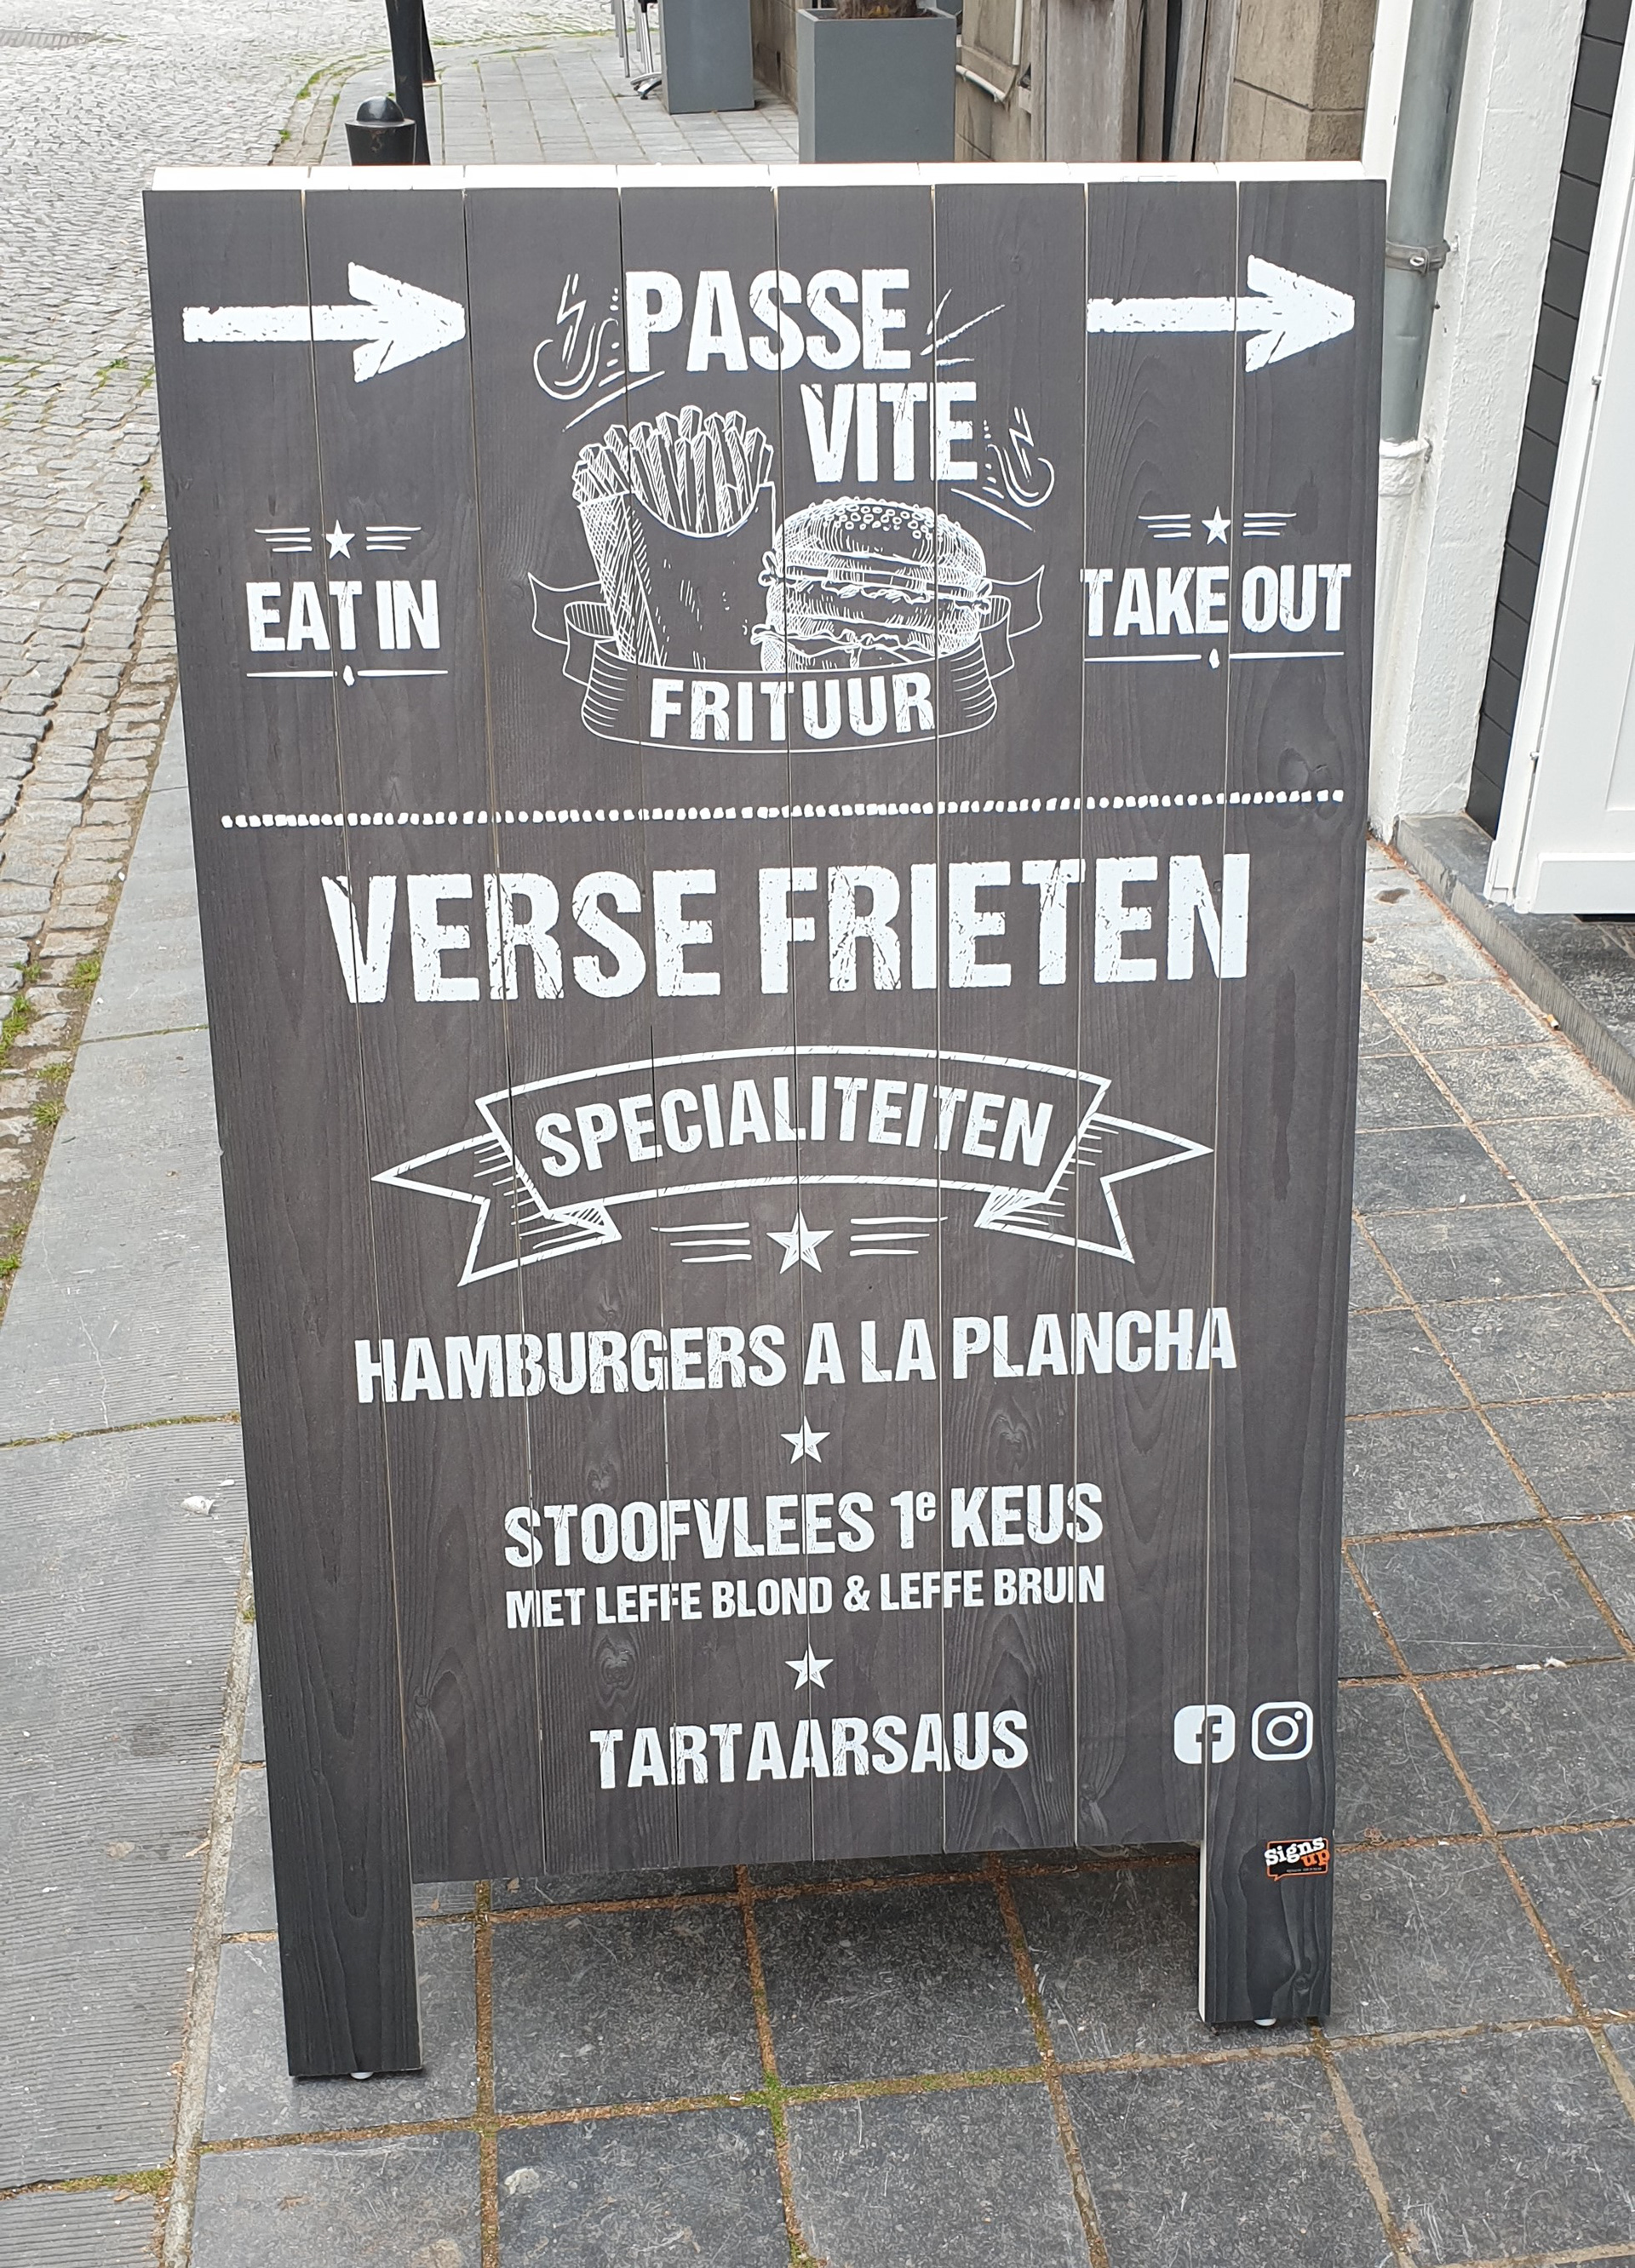 PASSE
VITE
EAT IN
TAKE OUT
FRITUUR
VERSE FRIETEN
SPECIALITEITEN
HAMBURGERS A LA PLANCHA
STOOFVLEES 1e KEUS
MET LEFFE BLOND & LEFFE BRUIN
TARTAARSAUS
Signs
up